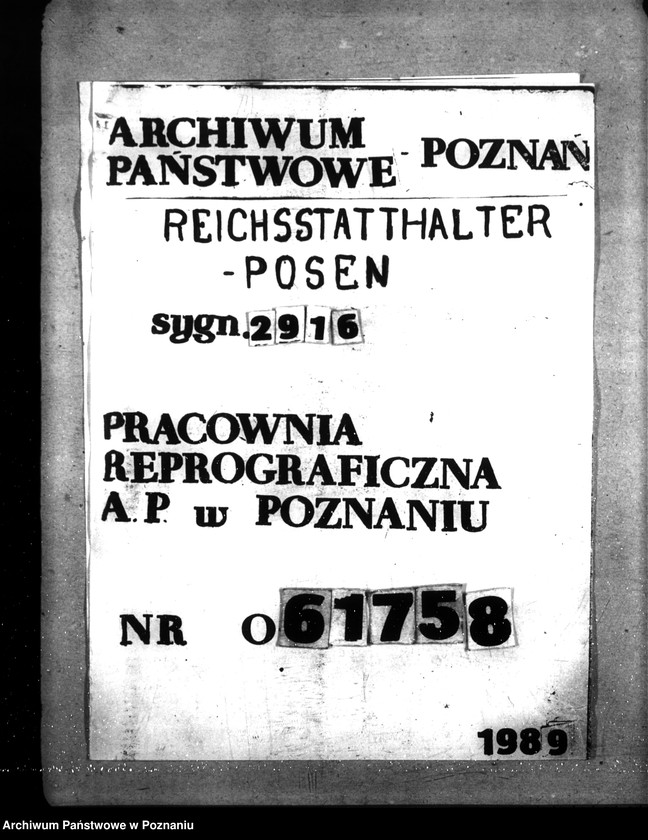 ARCHIWUM
PAŃSTWOWE - POZNAŃ
REICHSSTATTHALTER
-POSEN
sygn.2916
PRACOWNIA
REPROGRAFICZNA
A.P. w POZNANIU
NR O61758
1989
Archiwum Państwowe w Poznaniu